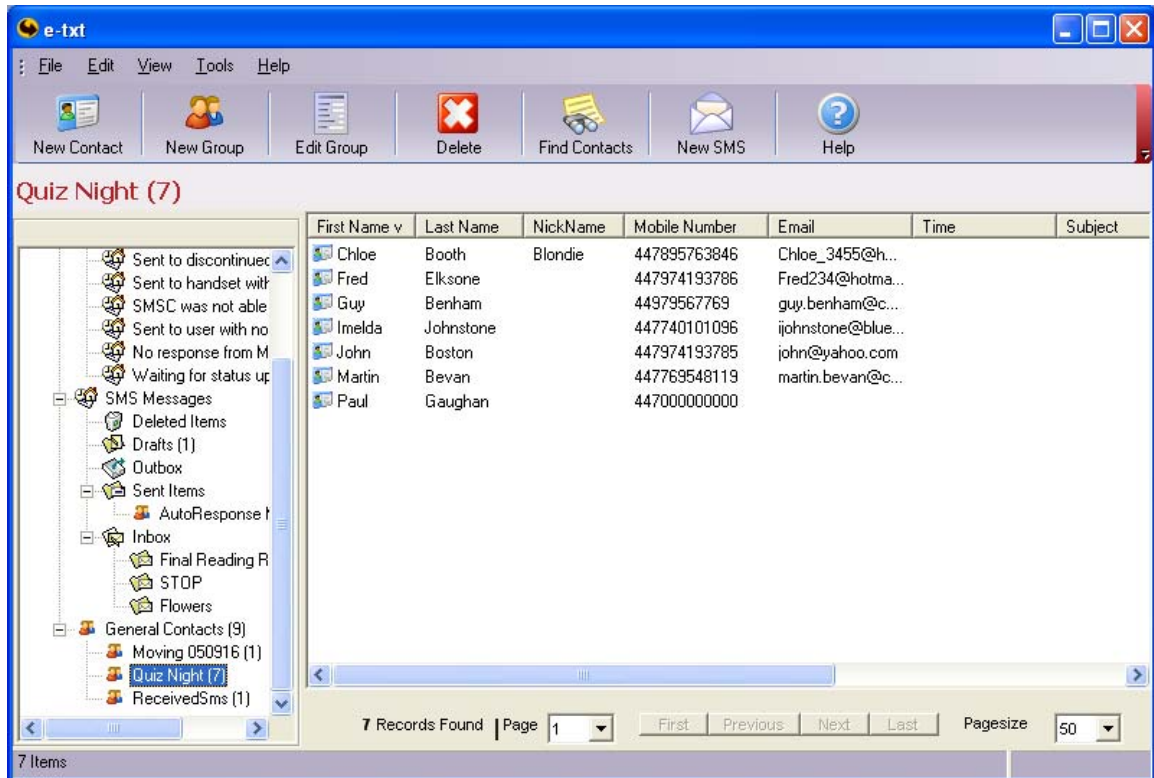 e-txt
File Edit View Tools Help
New Contact New Group Edit Group Delete Find Contacts New SMS Help
Quiz Night (7)
First Name v Last Name NickName Mobile Number Email Time Subject
Chloe Booth Blondie 447895763846 Chloe_3455@h...
Fred Elksone 447974193786 Fred234@hotma...
Guy Benham 44979567769 guy.benham@c...
Imelda Johnstone 447740101096 ijohnstone@blue...
John Boston 447974193785 john@yahoo.com
Martin Bevan 447769548119 martin.bevan@c...
Paul Gaughan 447000000000
Sent to discontinued
Sent to handset with
SMSC was not able
Sent to user with no
No response from M
Waiting for status up
SMS Messages
Deleted Items
Drafts (1)
Outbox
Sent Items
AutoResponse
Inbox
Final Reading R
STOP
Flowers
General Contacts (9)
Moving 050916 (1)
Quiz Night (7)
ReceivedSms (1)
7 Records Found Page 1 First Previous Next Last Pagesize 50
7 Items